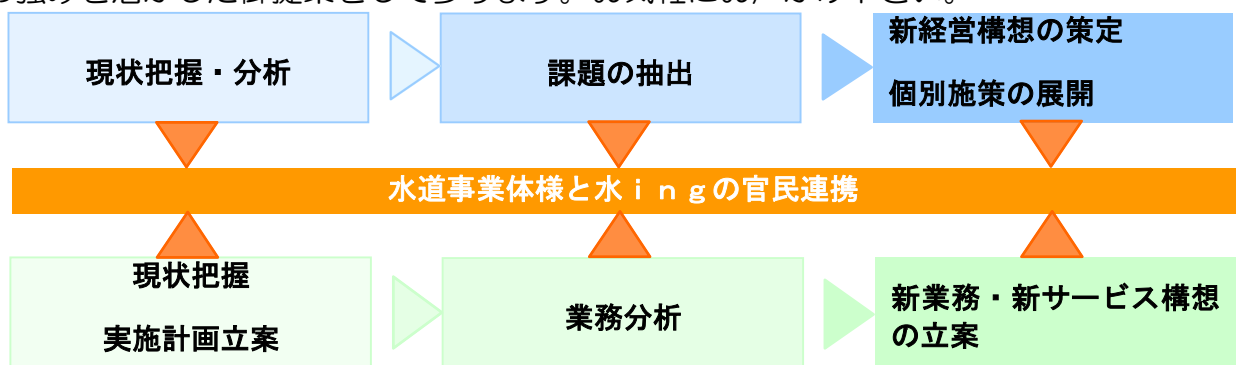 現状把握・分析
課題の抽出
新経営構想の策定
個別施策の展開
水道事業体様と水ｉｎｇの官民連携
現状把握
実施計画立案
業務分析
新業務・新サービス構想
の立案